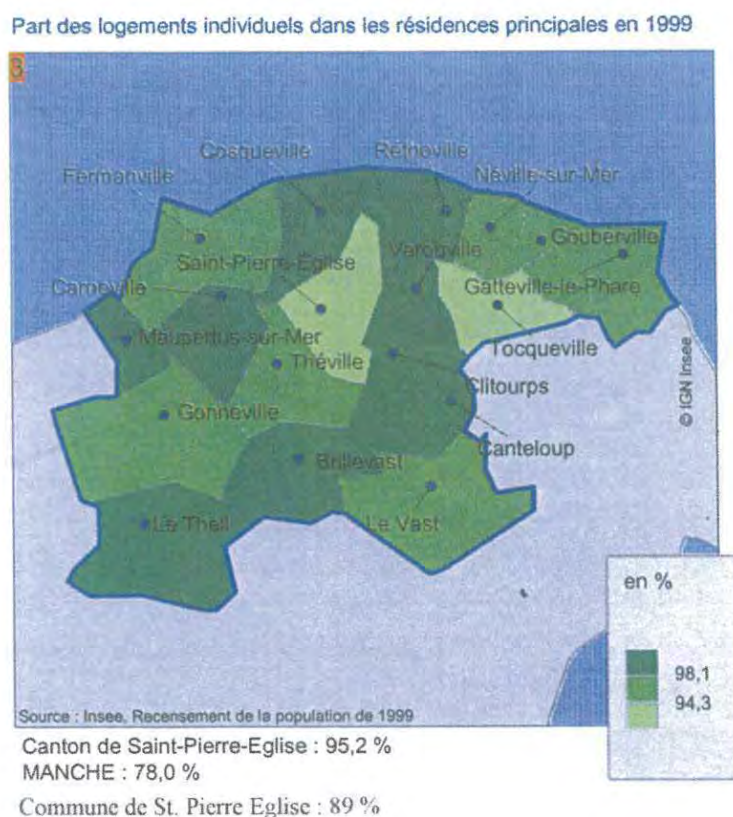 Part des logements individuels dans les résidences principales en 1999
3
Cosqueville
Réthoville
Fermanville
Néville-sur-Mer
Varouville
Gouberville
Saint-Pierre-Eglise
Carneville
Gatteville-le-Phare
Maupertus-sur-Mer
Tocqueville
Théville
Clitourps
Gonneville
Canteloup
Brillevast
Le Vast
Le Theil
© IGN Insee
en %
98,1
94,3
Source : Insee, Recensement de la population de 1999
Canton de Saint-Pierre-Eglise : 95,2 %
MANCHE : 78,0 %
Commune de St. Pierre Eglise : 89 %